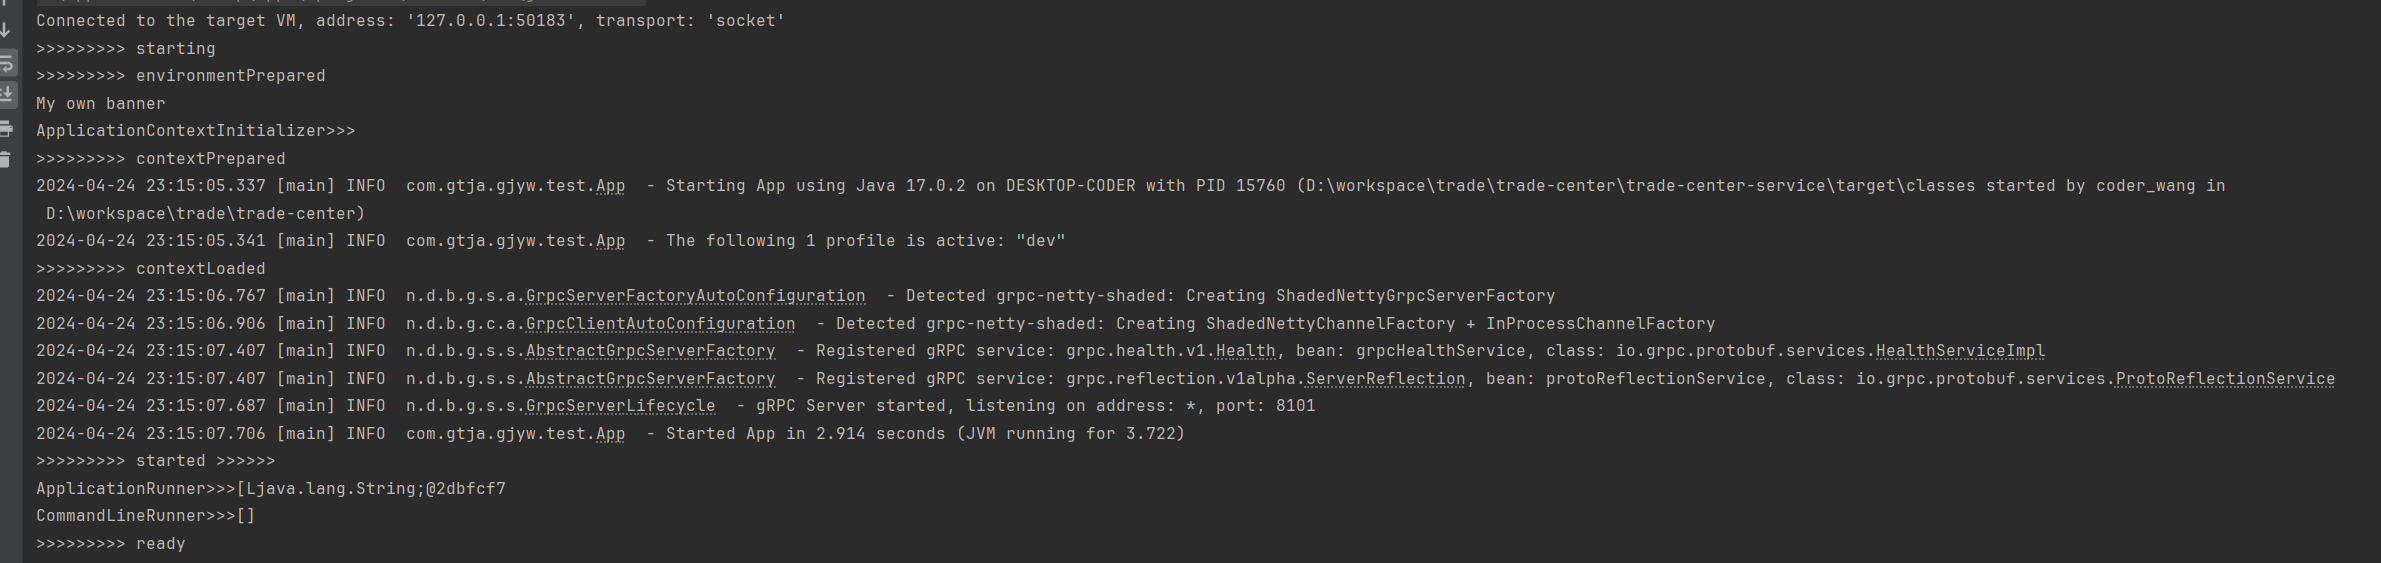 Connected to the target VM, address: '127.0.0.1:50183', transport: 'socket'
>>>>>>>>> starting
>>>>>>>>> environmentPrepared
My own banner
ApplicationContextInitializer>>>
>>>>>>>>> contextPrepared
2024-04-24 23:15:05.337 [main] INFO  com.gtja.gjyw.test.App  - Starting App using Java 17.0.2 on DESKTOP-CODER with PID 15760 (D:\workspace\trade\trade-center\trade-center-service\target\classes started by coder_wang in
 D:\workspace\trade\trade-center)
2024-04-24 23:15:05.341 [main] INFO  com.gtja.gjyw.test.App  - The following 1 profile is active: "dev"
>>>>>>>>> contextLoaded
2024-04-24 23:15:06.767 [main] INFO  n.d.b.g.s.a.GrpcServerFactoryAutoConfiguration  - Detected grpc-netty-shaded: Creating ShadedNettyGrpcServerFactory
2024-04-24 23:15:06.906 [main] INFO  n.d.b.g.c.a.GrpcClientAutoConfiguration  - Detected grpc-netty-shaded: Creating ShadedNettyChannelFactory + InProcessChannelFactory
2024-04-24 23:15:07.407 [main] INFO  n.d.b.g.s.s.AbstractGrpcServerFactory  - Registered gRPC service: grpc.health.v1.Health, bean: grpcHealthService, class: io.grpc.protobuf.services.HealthServiceImpl
2024-04-24 23:15:07.407 [main] INFO  n.d.b.g.s.s.AbstractGrpcServerFactory  - Registered gRPC service: grpc.reflection.v1alpha.ServerReflection, bean: protoReflectionService, class: io.grpc.protobuf.services.ProtoReflectionService
2024-04-24 23:15:07.687 [main] INFO  n.d.b.g.s.s.GrpcServerLifecycle  - gRPC Server started, listening on address: *, port: 8101
2024-04-24 23:15:07.706 [main] INFO  com.gtja.gjyw.test.App  - Started App in 2.914 seconds (JVM running for 3.722)
>>>>>>>>> started >>>>>>
ApplicationRunner>>>[Ljava.lang.String;@2dbfcf7
CommandLineRunner>>>[]
>>>>>>>>> ready